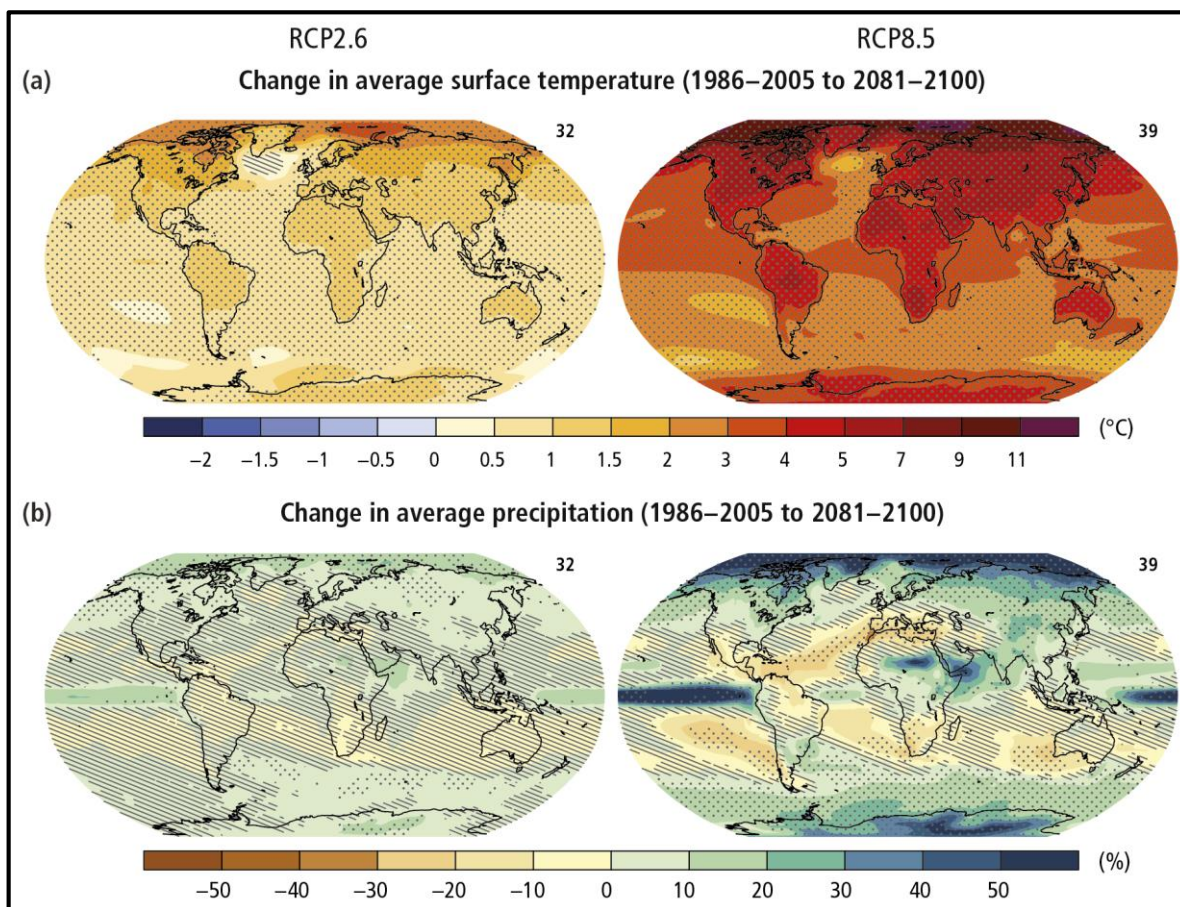 RCP2.6 RCP8.5
(a) Change in average surface temperature (1986–2005 to 2081–2100)
32 39
(°C)
−2 −1.5 −1 −0.5 0 0.5 1 1.5 2 3 4 5 7 9 11
(b) Change in average precipitation (1986–2005 to 2081–2100)
32 39
(%)
−50 −40 −30 −20 −10 0 10 20 30 40 50